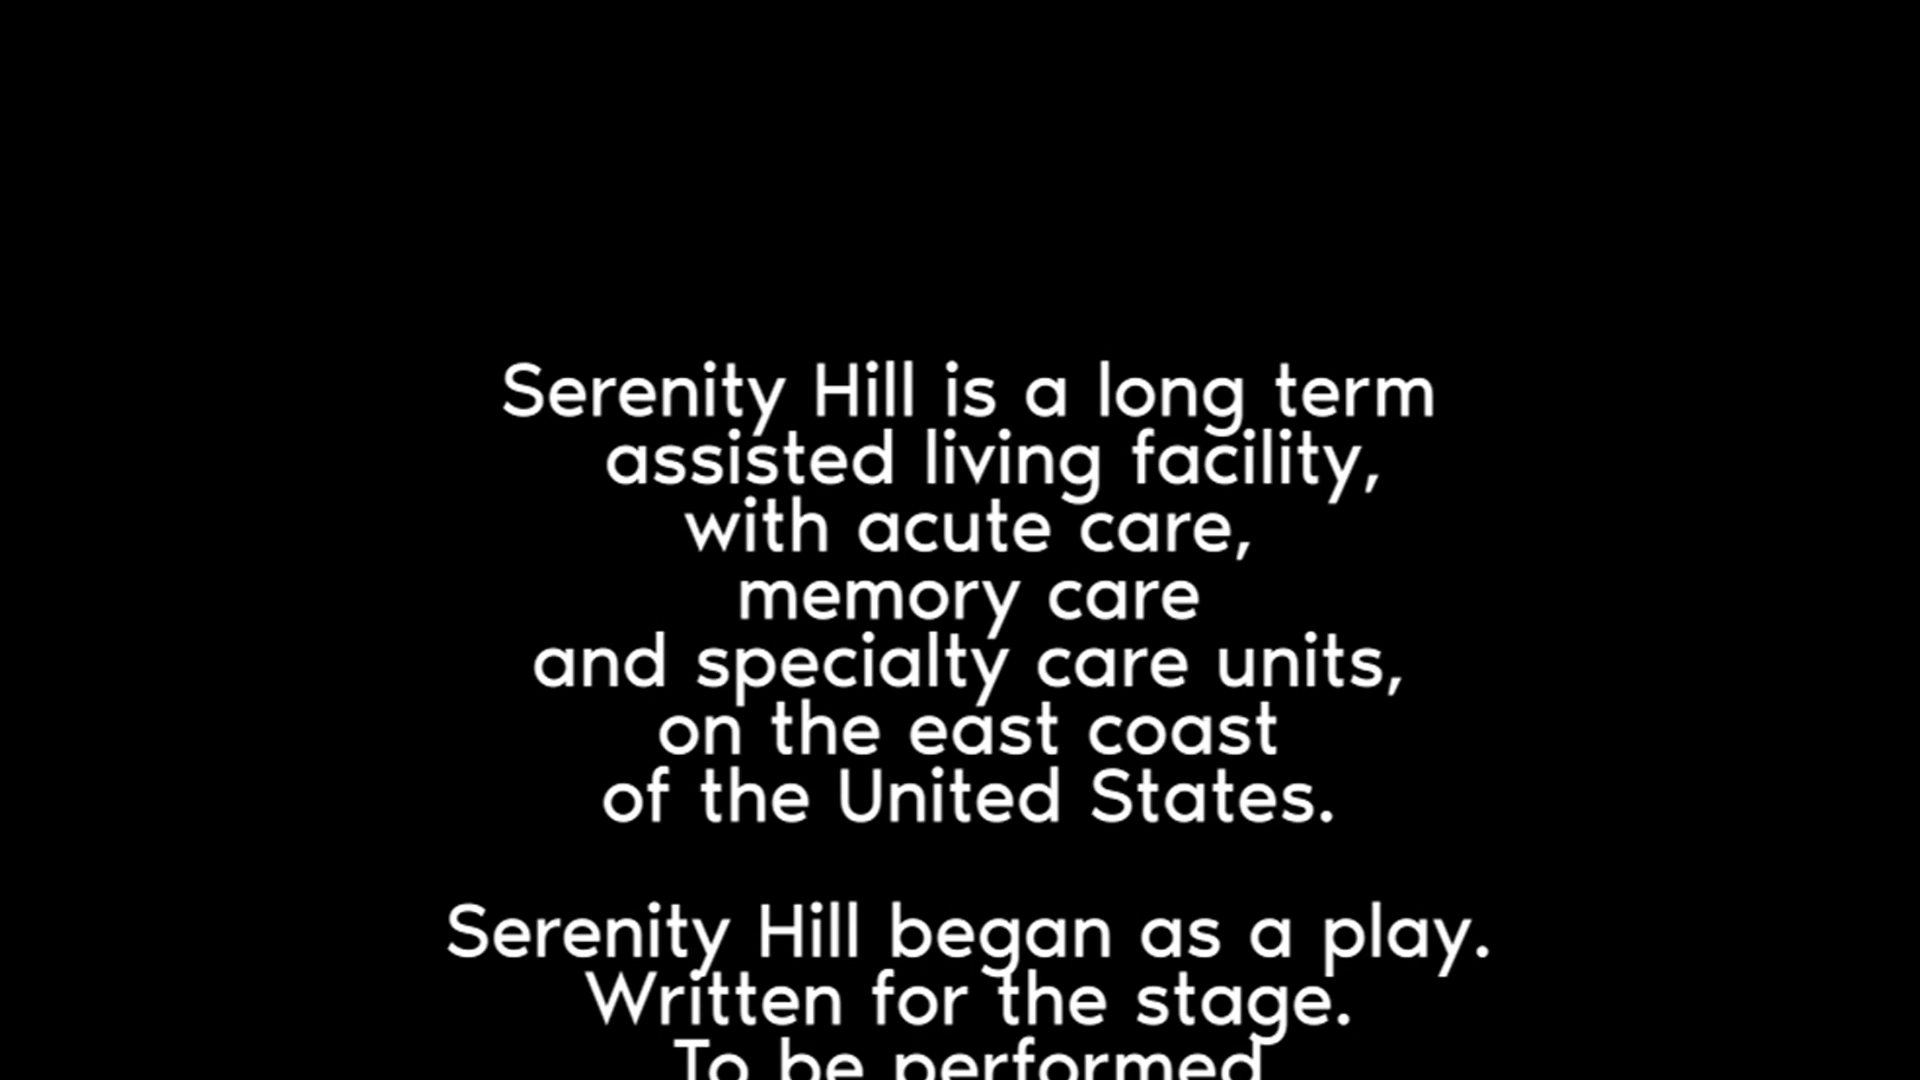 Serenity Hill is a long term
assisted living facility,
with acute care,
memory care
and specialty care units,
on the east coast
of the United States.
Serenity Hill began as a play.
Written for the stage.
To be performed